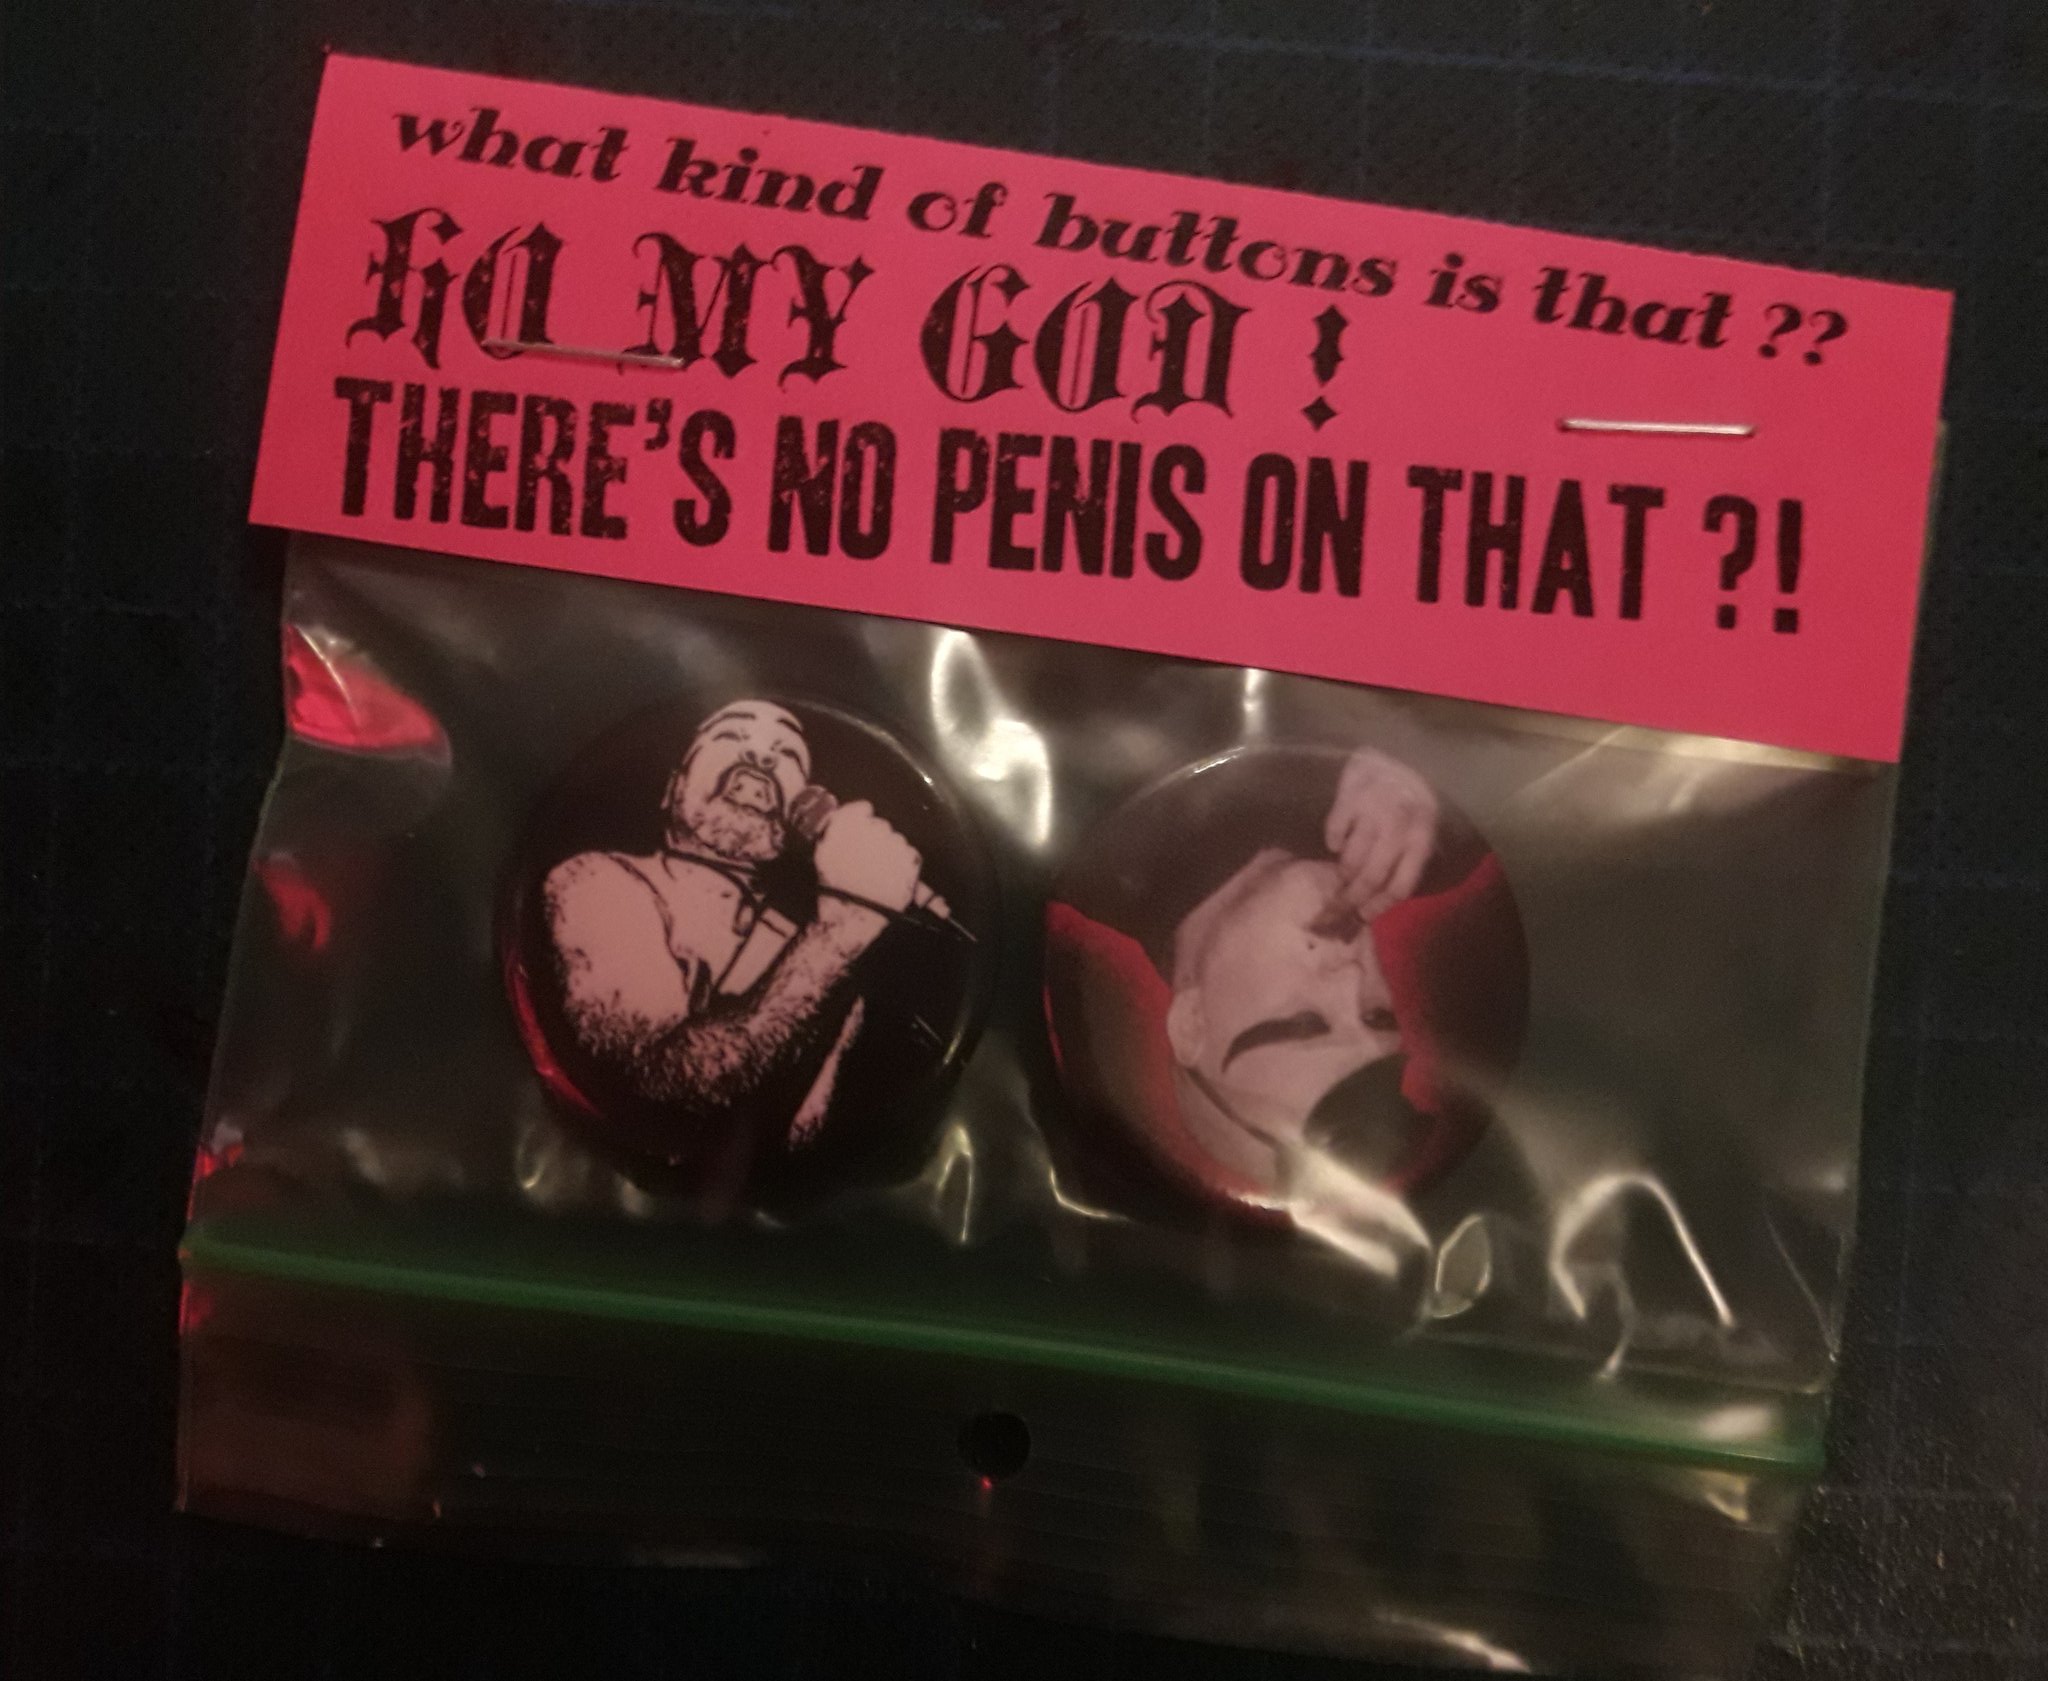 what kind of buttons is that ??
HO MY GOD !
THERE'S NO PENIS ON THAT ?!